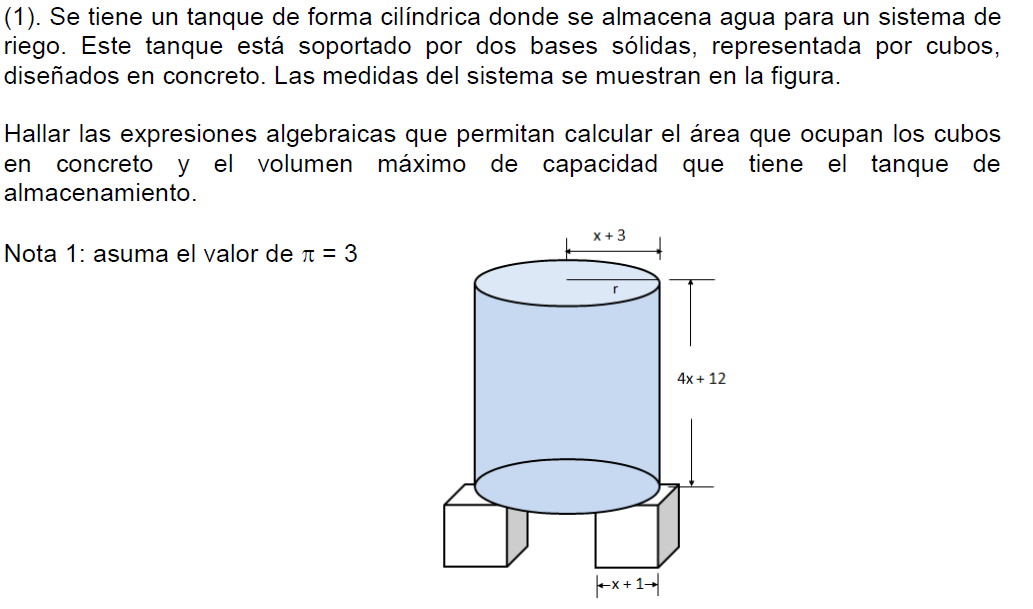 (1). Se tiene un tanque de forma cilíndrica donde se almacena agua para un sistema de
riego. Este tanque está soportado por dos bases sólidas, representada por cubos,
diseñados en concreto. Las medidas del sistema se muestran en la figura.
Hallar las expresiones algebraicas que permitan calcular el área que ocupan los cubos
en concreto y el volumen máximo de capacidad que tiene el tanque de
almacenamiento.
Nota 1: asuma el valor de π = 3
x + 3
r
4x + 12
x + 1